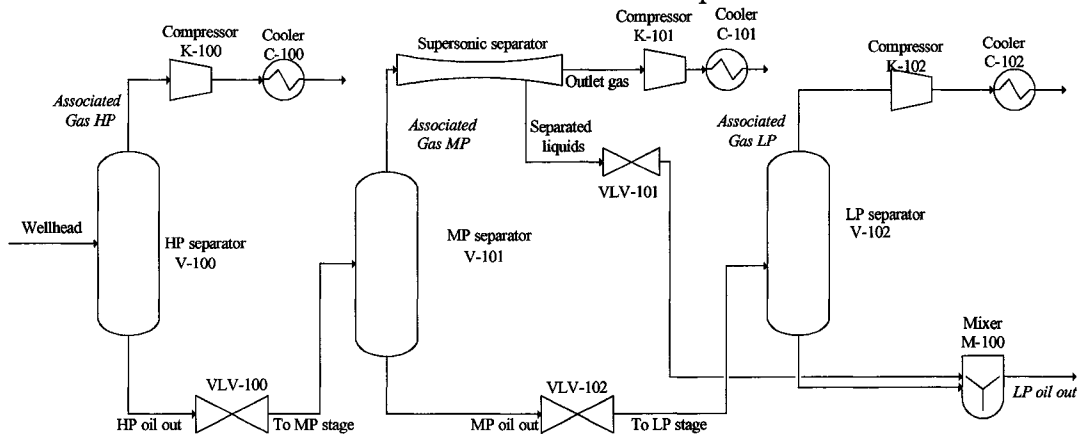 Compressor
K-100
Cooler
C-100
Associated
Gas HP
Wellhead
HP separator
V-100
HP oil out
VLV-100
To MP stage
Supersonic separator
Outlet gas
Compressor
K-101
Cooler
C-101
Associated
Gas MP
Separated
liquids
VLV-101
MP separator
V-101
MP oil out
VLV-102
To LP stage
Compressor
K-102
Cooler
C-102
Associated
Gas LP
LP separator
V-102
Mixer
M-100
LP oil out